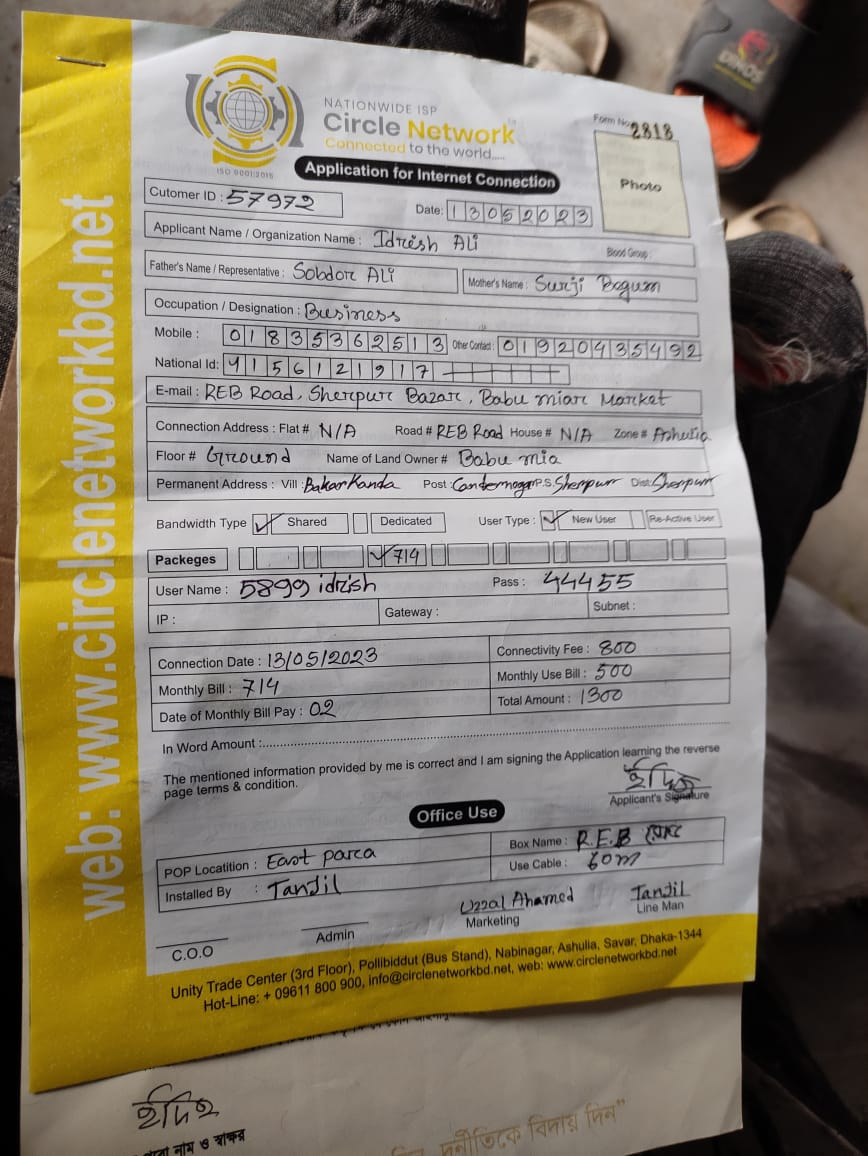 NATIONWIDE ISP
Circle Network
Connected to the world.....
ISO 9001:2015
Form No. 2818
Photo
Application for Internet Connection
Cutomer ID : 57972
Date: 13052023
Applicant Name / Organization Name : Idrish Ali
Blood Group :
Father's Name / Representative : Sobdor Ali
Mother's Name : Surji Begum
Occupation / Designation : Business
Mobile : 01835362513 Other Contact : 01920435492
National Id: 4156121917
E-mail : REB Road, Sherpur Bazar, Babu miar Market
Connection Address : Flat # N/A Road # REB Road House # N/A Zone # Ashulia
Floor # Ground Name of Land Owner # Babu mia
Permanent Address : Vill : Bakarkanda Post : P.S. Sherpur Dist: Sherpur
Bandwidth Type ✓ Shared Dedicated User Type : ✓ New User Re-Active User
Packeges ✓ 714
User Name : 5899 idrish Pass : 44455
IP : Gateway : Subnet :
Connection Date : 13/05/2023 Connectivity Fee : 800
Monthly Bill : 714 Monthly Use Bill : 500
Date of Monthly Bill Pay : 02 Total Amount : 1300
In Word Amount :
The mentioned information provided by me is correct and I am signing the Application learning the reverse
page terms & condition.
ইদ্রিস
Applicant's Signature
Office Use
POP Locatition : East parca Box Name : R.E.B
Installed By : Tanjil Use Cable : 60m
C.O.O
Admin
Uzzal Ahamed
Marketing
Tanjil
Line Man
Unity Trade Center (3rd Floor), Pollibiddut (Bus Stand), Nabinagar, Ashulia, Savar, Dhaka-1344
Hot-Line: + 09611 800 900, info@circlenetworkbd.net, web: www.circlenetworkbd.net
web: www.circlenetworkbd.net
নাম ও স্বাক্ষর
দুর্নীতিকে বিদায় দিন"